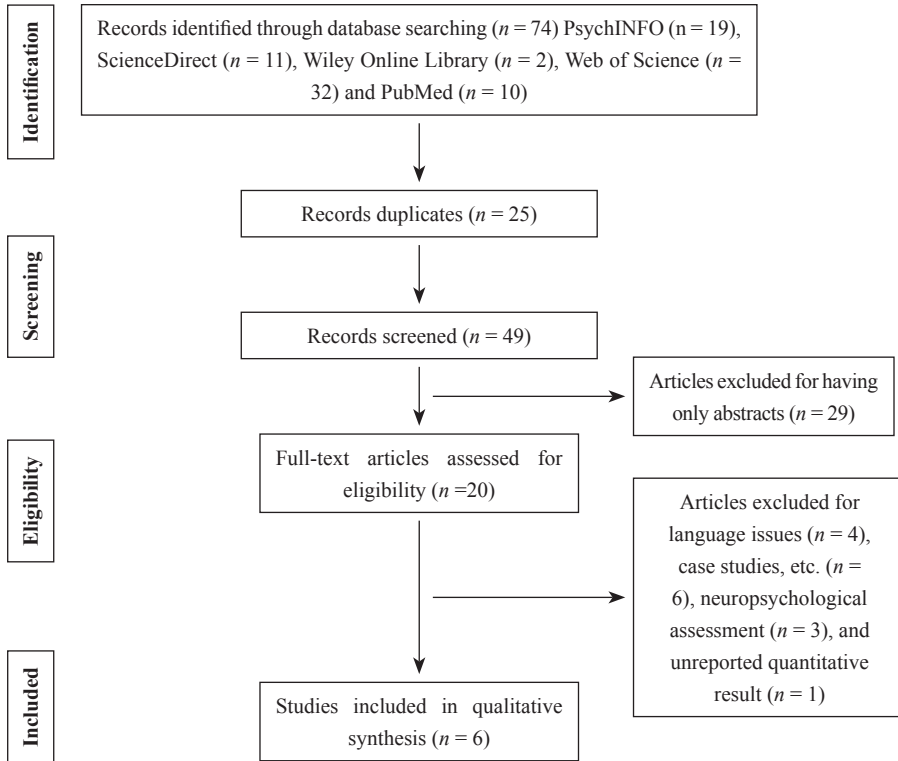 Identification
Records identified through database searching (n = 74) PsychINFO (n = 19),
ScienceDirect (n = 11), Wiley Online Library (n = 2), Web of Science (n =
32) and PubMed (n = 10)
Records duplicates (n = 25)
Screening
Records screened (n = 49)
Articles excluded for having
only abstracts (n = 29)
Eligibility
Full-text articles assessed for
eligibility (n =20)
Articles excluded for
language issues (n = 4),
case studies, etc. (n =
6), neuropsychological
assessment (n = 3), and
unreported quantitative
result (n = 1)
Included
Studies included in qualitative
synthesis (n = 6)